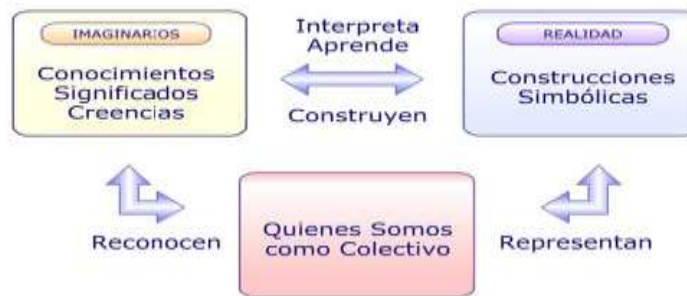 IMAGINARIOS
Conocimientos
Significados
Creencias
Interpreta
Aprende
Construyen
REALIDAD
Construcciones
Simbólicas
Reconocen
Quienes Somos
como Colectivo
Representan